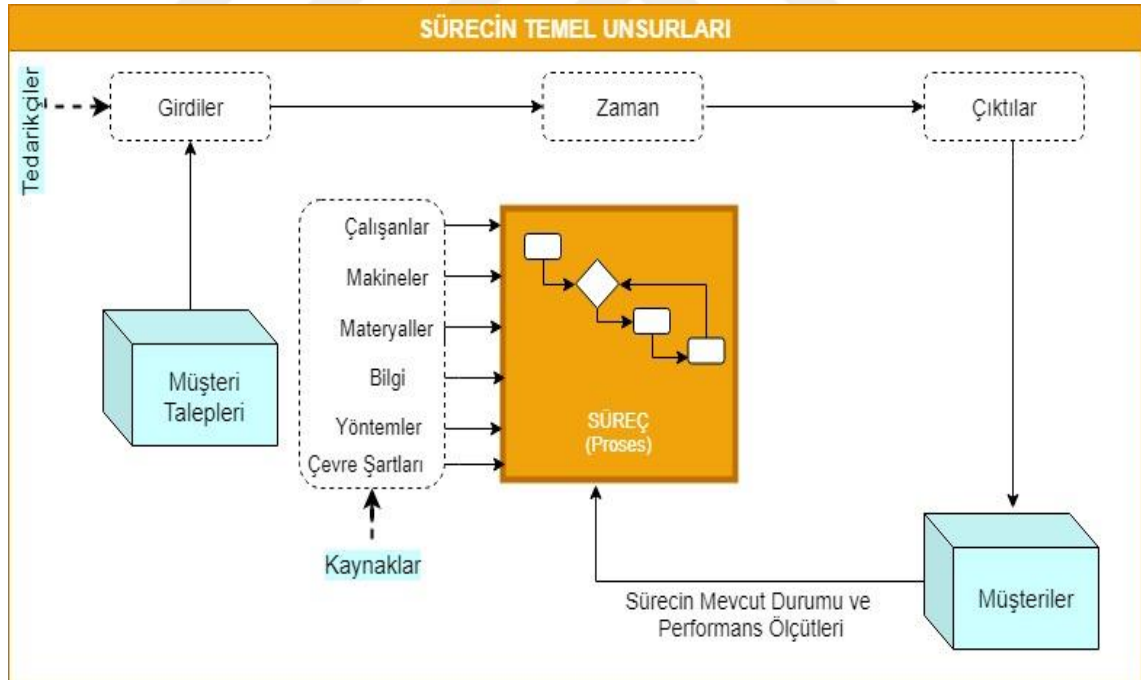 SÜRECİN TEMEL UNSURLARI
Tedarikçiler
Girdiler
Zaman
Çıktılar
Çalışanlar
Makineler
Materyaller
Bilgi
Yöntemler
Çevre Şartları
Müşteri
Talepleri
SÜREÇ
(Proses)
Kaynaklar
Sürecin Mevcut Durumu ve
Performans Ölçütleri
Müşteriler